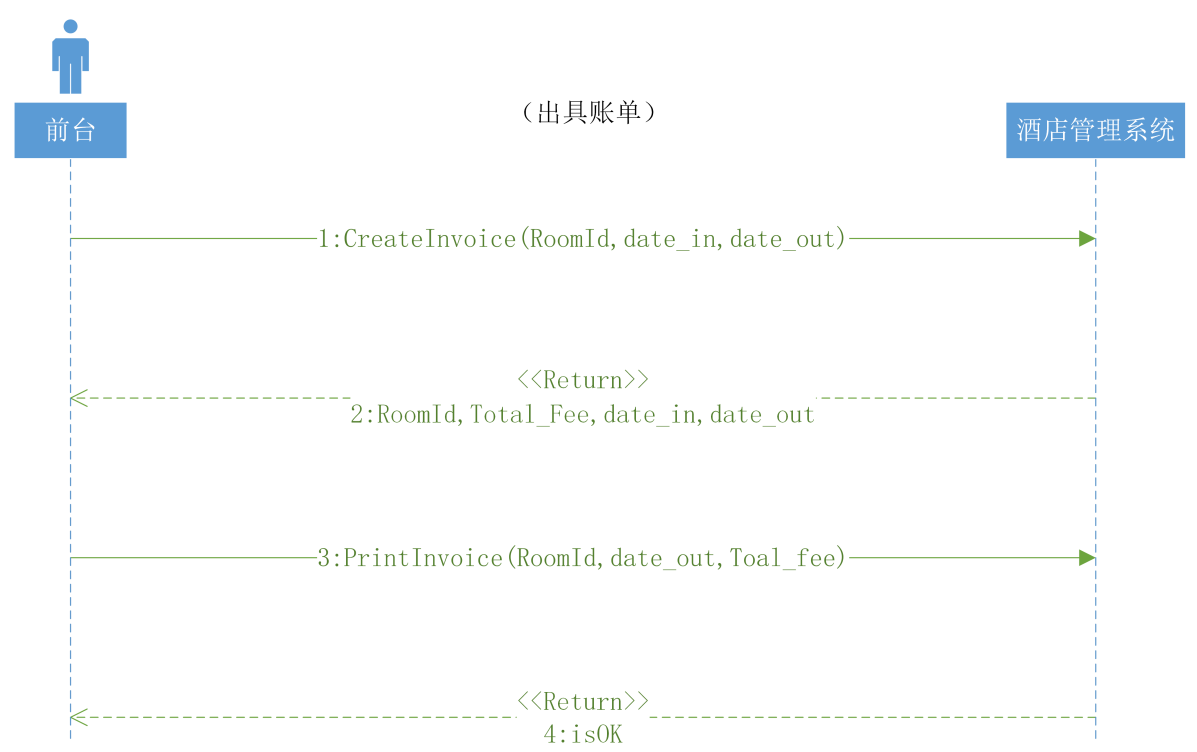 （出具账单）
前台
酒店管理系统
1:CreateInvoice(RoomId,date_in,date_out)
<<Return>>
2:RoomId,Total_Fee,date_in,date_out
3:PrintInvoice(RoomId,date_out,Toal_fee)
<<Return>>
4:isOK